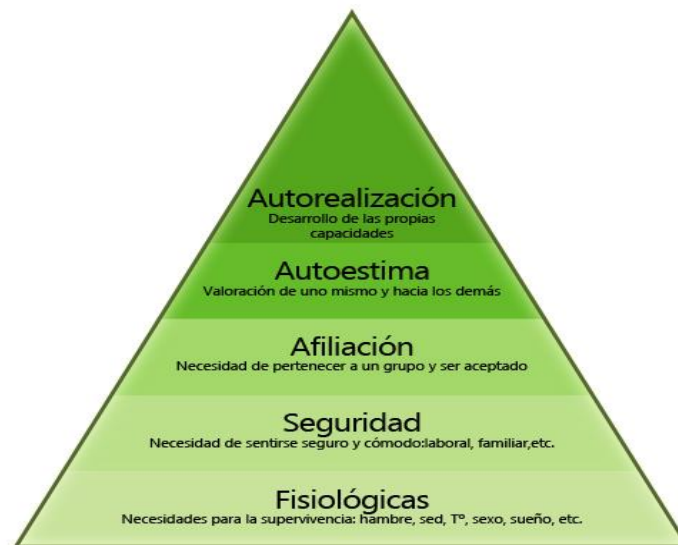 Autorealización
Desarrollo de las propias
capacidades
Autoestima
Valoración de uno mismo y hacia los demás
Afiliación
Necesidad de pertenecer a un grupo y ser aceptado
Seguridad
Necesidad de sentirse seguro y cómodo:laboral, familiar,etc.
Fisiológicas
Necesidades para la supervivencia: hambre, sed, Tº, sexo, sueño, etc.